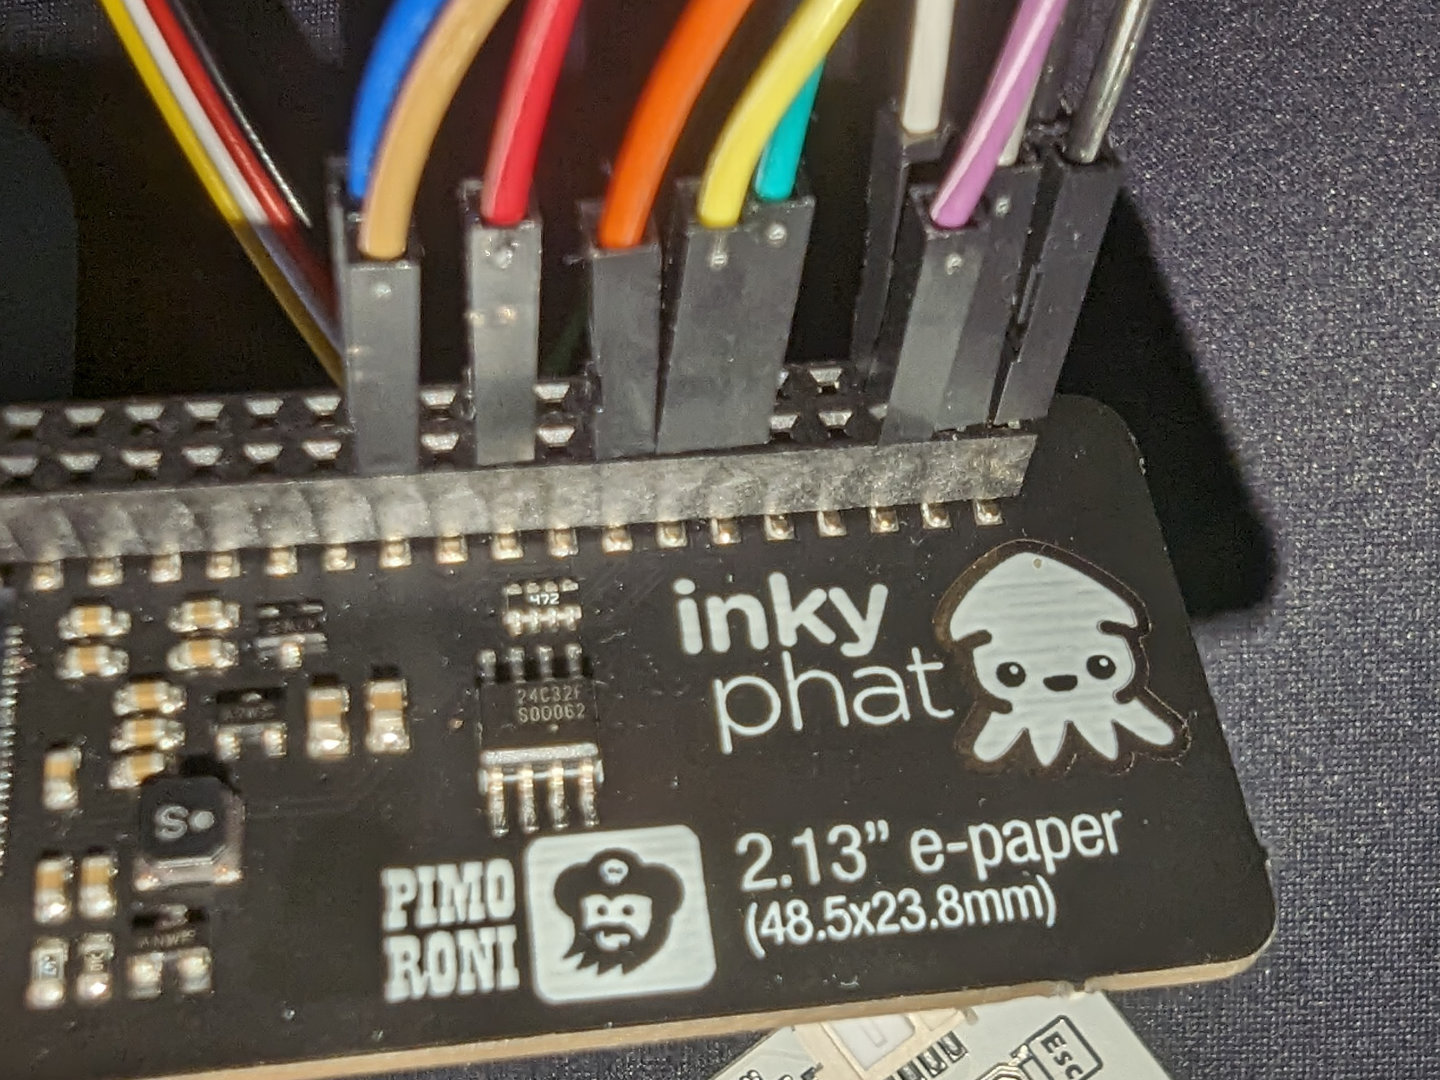 472
24C32F
S00062
inky
phat
S
PIMO
RONI
2.13” e-paper
(48.5x23.8mm)
ESC